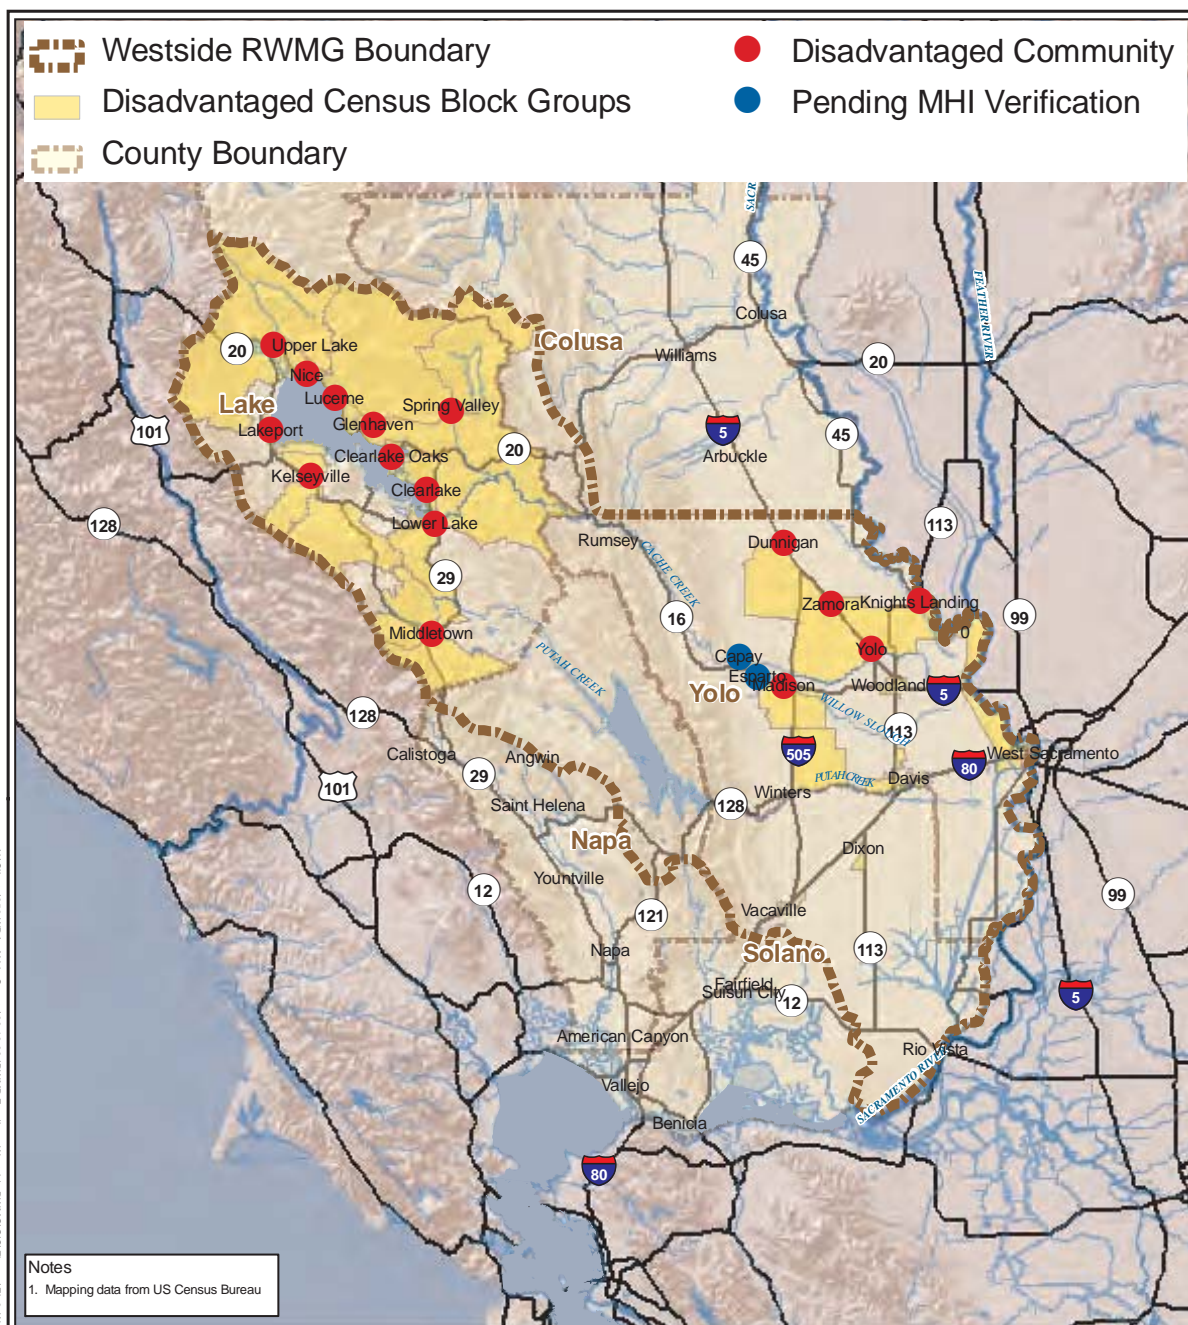 Westside RWMG Boundary
Disadvantaged Community
Disadvantaged Census Block Groups
Pending MHI Verification
County Boundary
45
Colusa
FEATHER RIVER
Colusa
Williams
20
20
Upper Lake
Nice
Lucerne
Spring Valley
Lake
Glenhaven
Lakeport
101
5
45
Arbuckle
20
Clearlake Oaks
Kelseyville
Clearlake
Lower Lake
128
113
Rumsey
Dunnigan
CACHE CREEK
29
Zamora
Knights Landing
16
99
Middletown
PUTAH CREEK
Capay
Yolo
Esparto
Madison
Woodland
Yolo
5
WILLOW SLOUGH
128
113
Calistoga
Angwin
505
West Sacramento
80
29
PUTAH CREEK
Davis
101
Winters
Saint Helena
128
Napa
Dixon
Yountville
12
99
Vacaville
121
Napa
Solano
113
Fairfield
Suisun City
12
5
American Canyon
Rio Vista
Vallejo
SACRAMENTO RIVER
Benicia
80
Notes
1. Mapping data from US Census Bureau